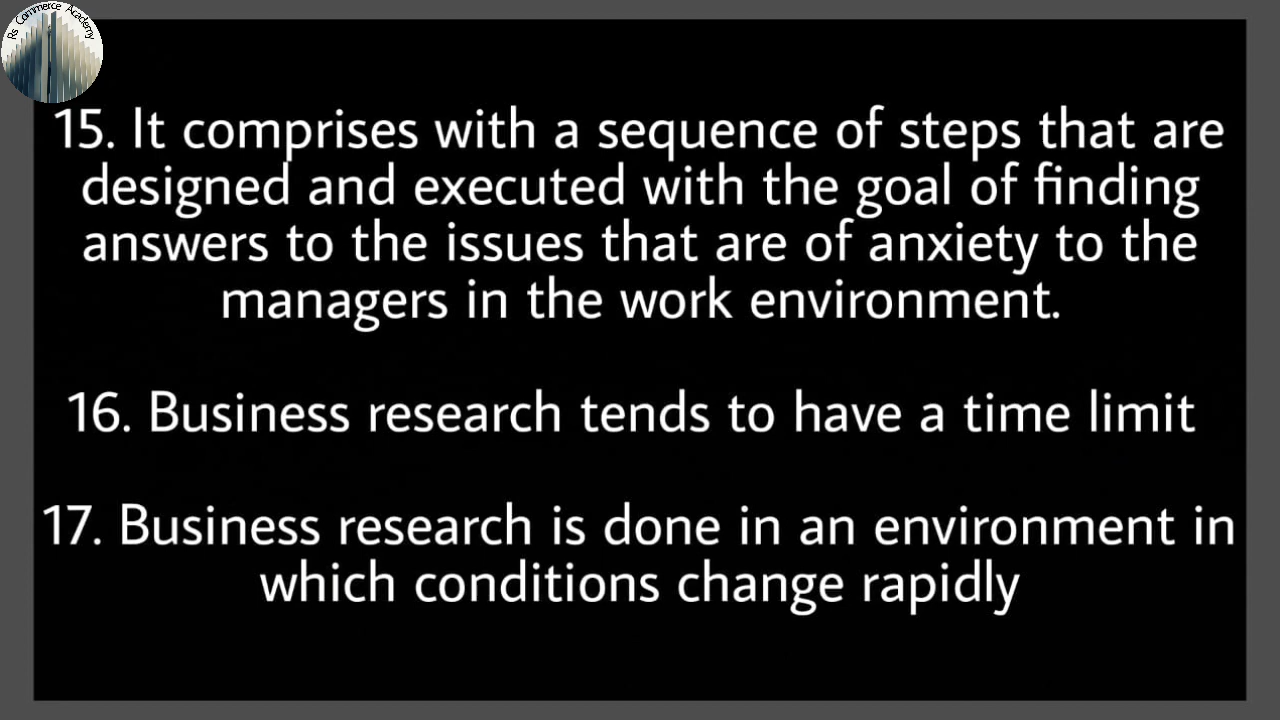 Rs Commerce Academy
15. It comprises with a sequence of steps that are
designed and executed with the goal of finding
answers to the issues that are of anxiety to the
managers in the work environment.
16. Business research tends to have a time limit
17. Business research is done in an environment in
which conditions change rapidly